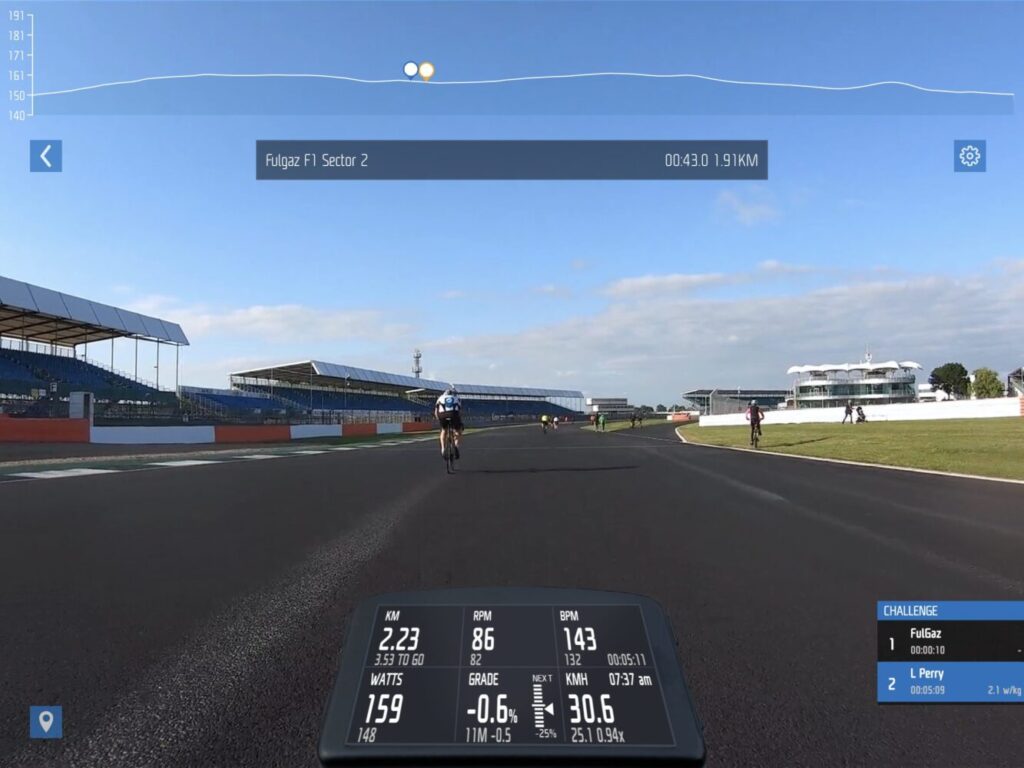 191
181
171
161
150
140
Fulgaz F1 Sector 2 00:43.0 1.91KM
CHALLENGE
1 FulGaz
00:00:10 -
2 L Perry
00:05:09 2.1 w/kg
KM RPM BPM
2.23 86 143
3.53 TO GO 82 132 00:05:11
WATTS GRADE NEXT KMH 07:37 am
159 -0.6% 30.6
148 11M -0.5 -25% 25.1 0.94x